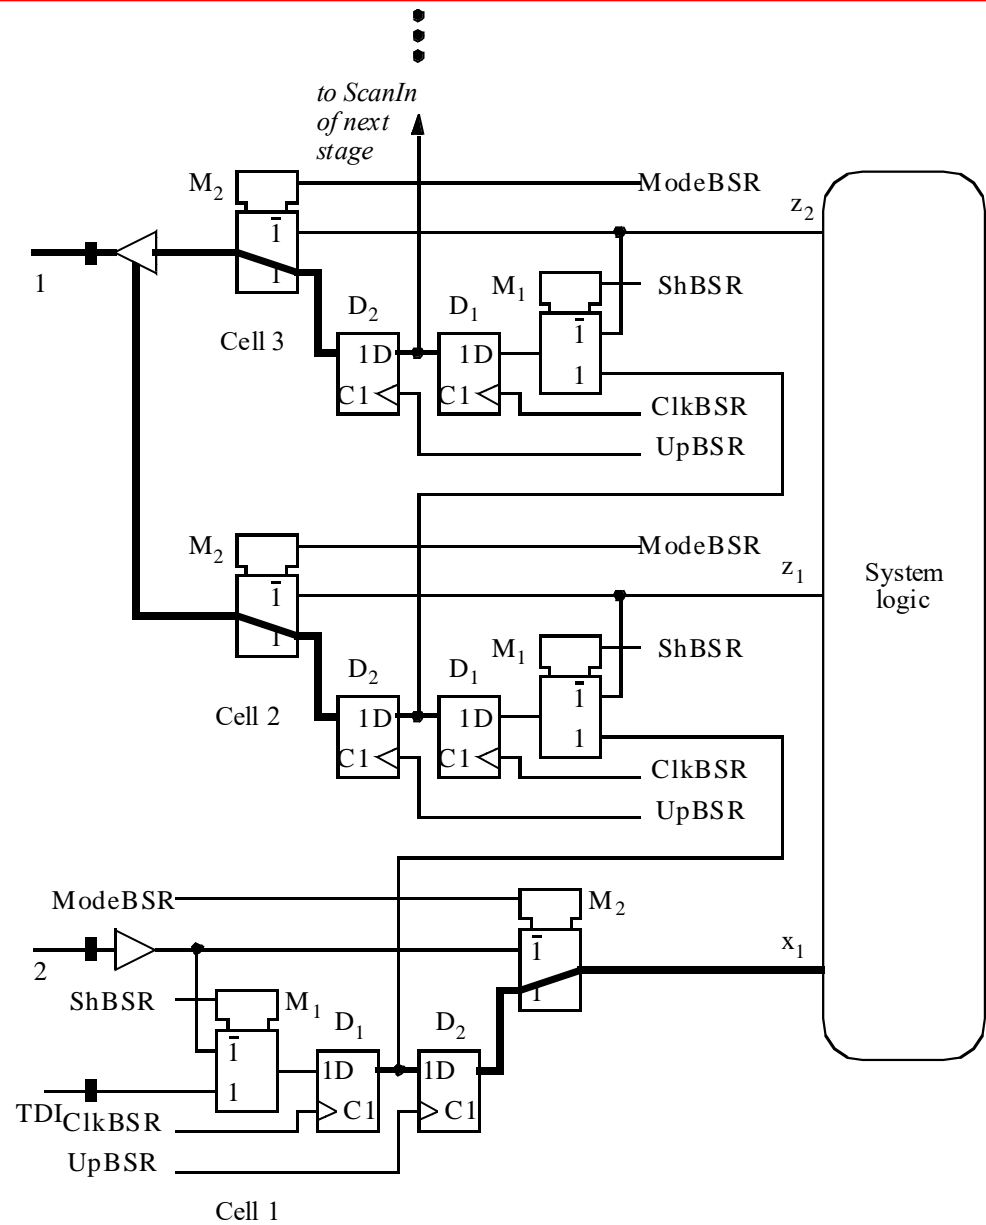 to ScanIn
of next
stage
M2
ModeBSR
1̅
1
z2
1
M1
ShBSR
1̅
1
D2
D1
Cell 3
1D
1D
C1
C1
ClkBSR
UpBSR
M2
ModeBSR
1̅
1
z1
System
logic
M1
ShBSR
1̅
1
D2
D1
Cell 2
1D
1D
C1
C1
ClkBSR
UpBSR
ModeBSR
M2
1̅
1
x1
2
ShBSR
M1
D1
D2
1̅
1
1D
1D
TDI
C1
C1
ClkBSR
UpBSR
Cell 1